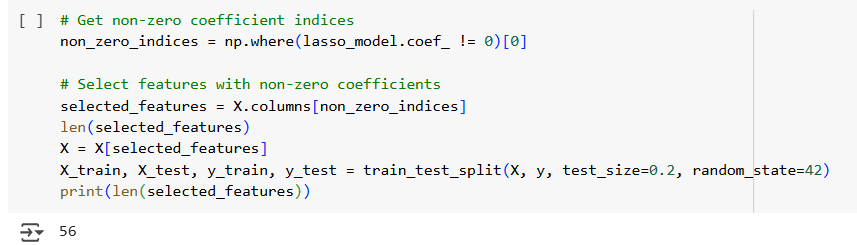 [ ] # Get non-zero coefficient indices
non_zero_indices = np.where(lasso_model.coef_ != 0)[0]
# Select features with non-zero coefficients
selected_features = X.columns[non_zero_indices]
len(selected_features)
X = X[selected_features]
X_train, X_test, y_train, y_test = train_test_split(X, y, test_size=0.2, random_state=42)
print(len(selected_features))
56